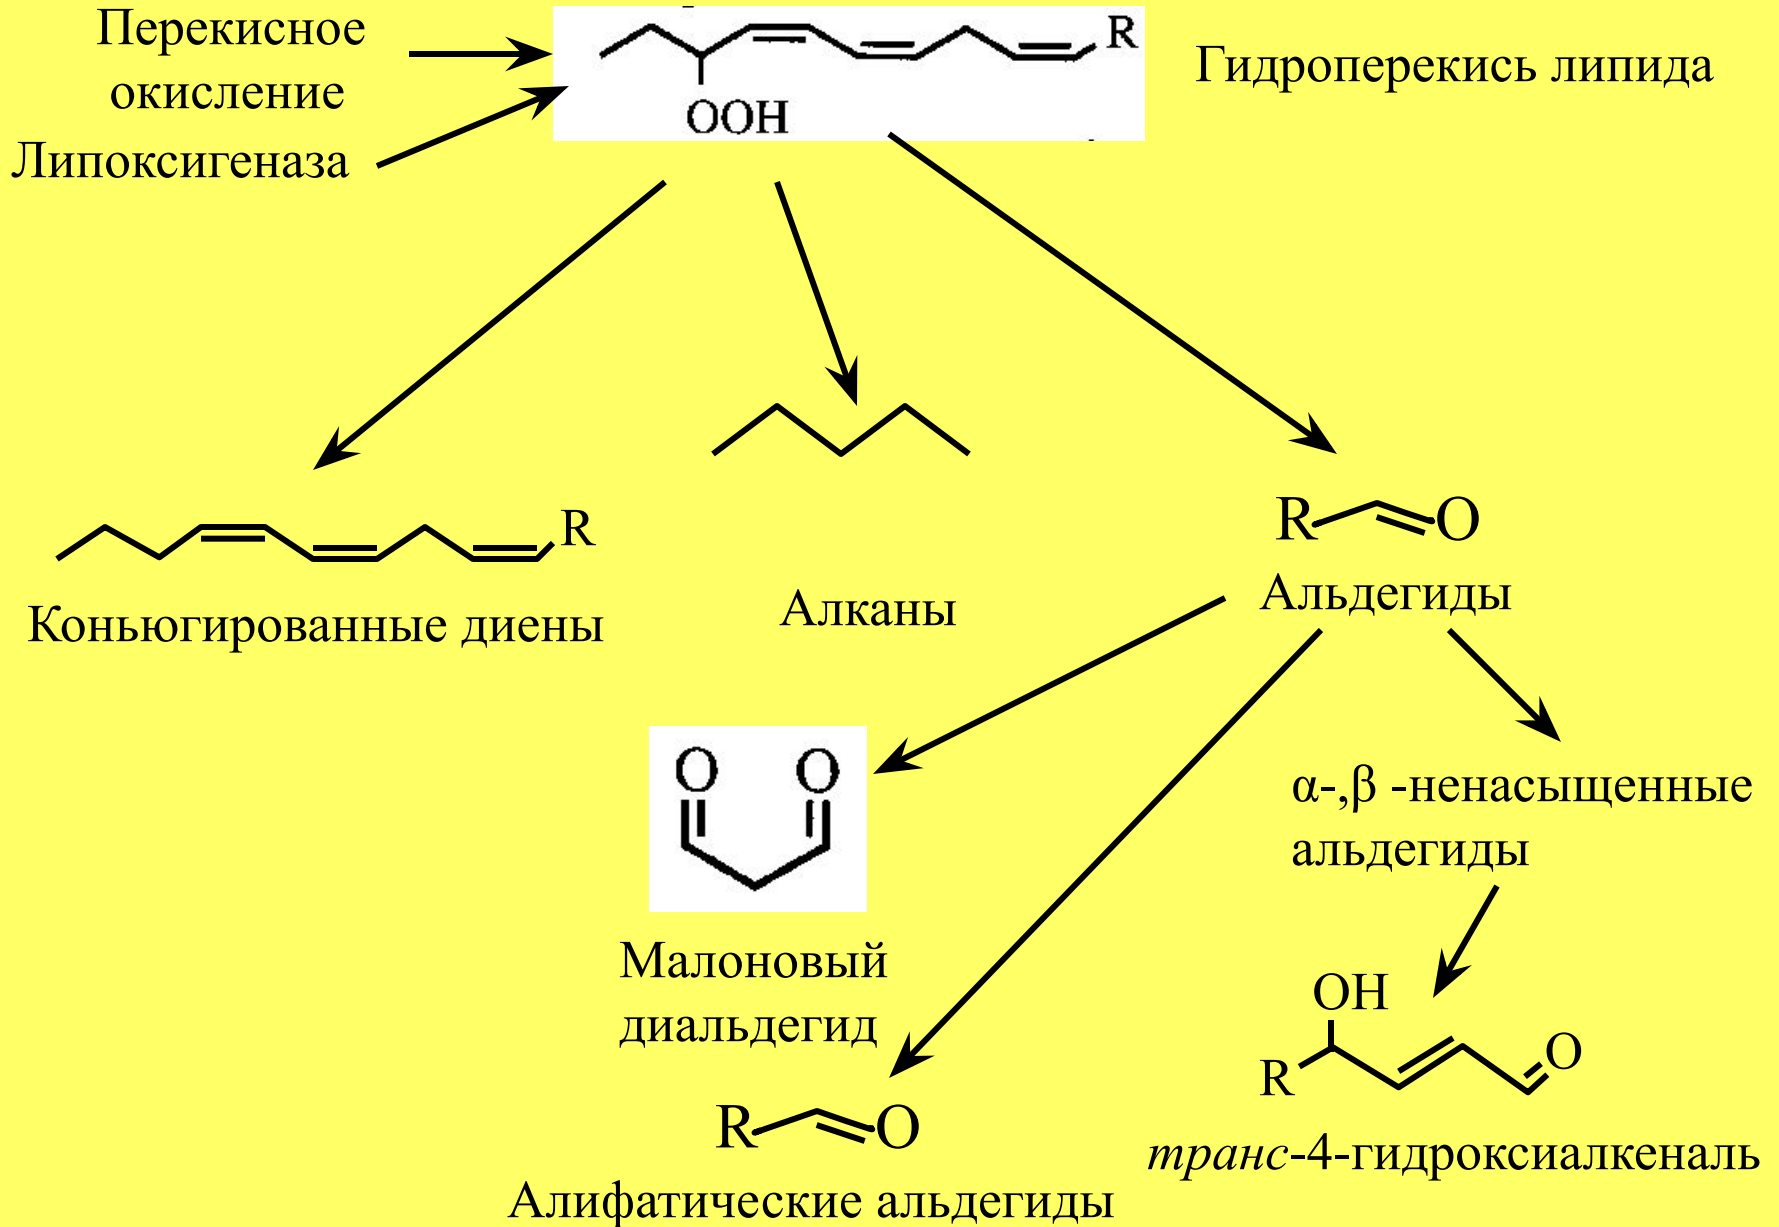 Перекисное
окисление
Липоксигеназа
R
OOH
Гидроперекись липида
R
Коньюгированные диены
Алканы
R O
Альдегиды
O O
Малоновый
диальдегид
α-,β -ненасыщенные
альдегиды
OH
R O
транс-4-гидроксиалкеналь
R O
Алифатические альдегиды